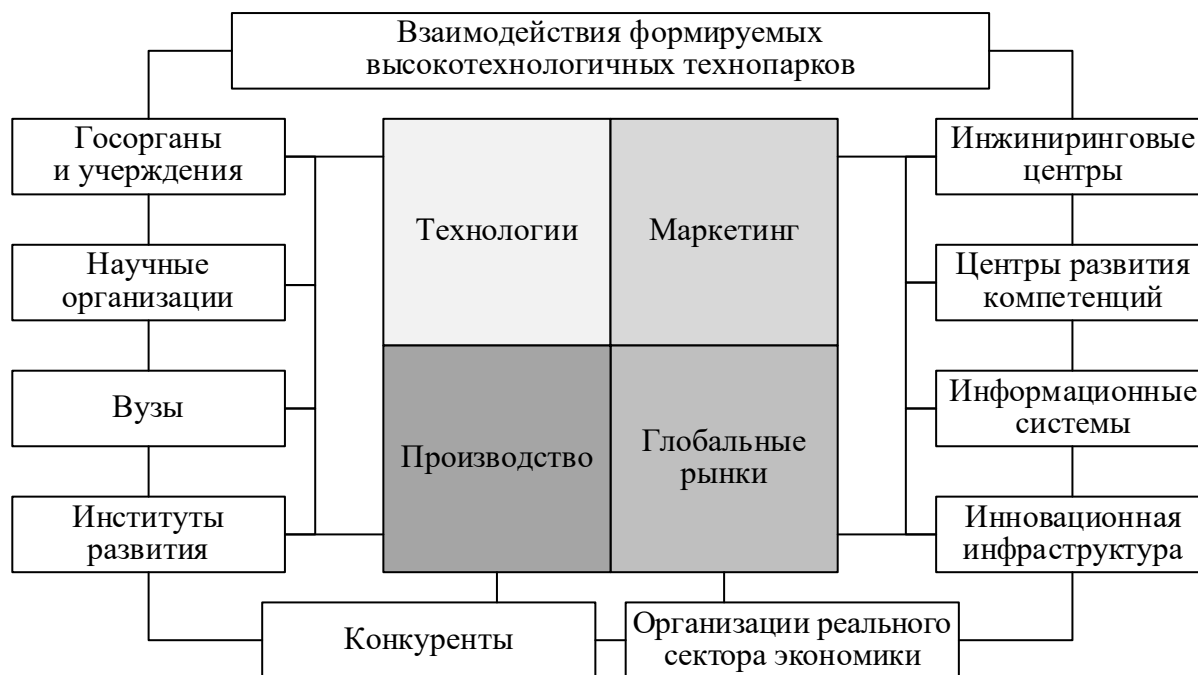 Взаимодействия формируемых
высокотехнологичных технопарков
Госорганы
и учерждения
Технологии
Маркетинг
Инжиниринговые
центры
Научные
организации
Центры развития
компетенций
Вузы
Производство
Глобальные
рынки
Информационные
системы
Институты
развития
Инновационная
инфраструктура
Конкуренты
Организации реального
сектора экономики